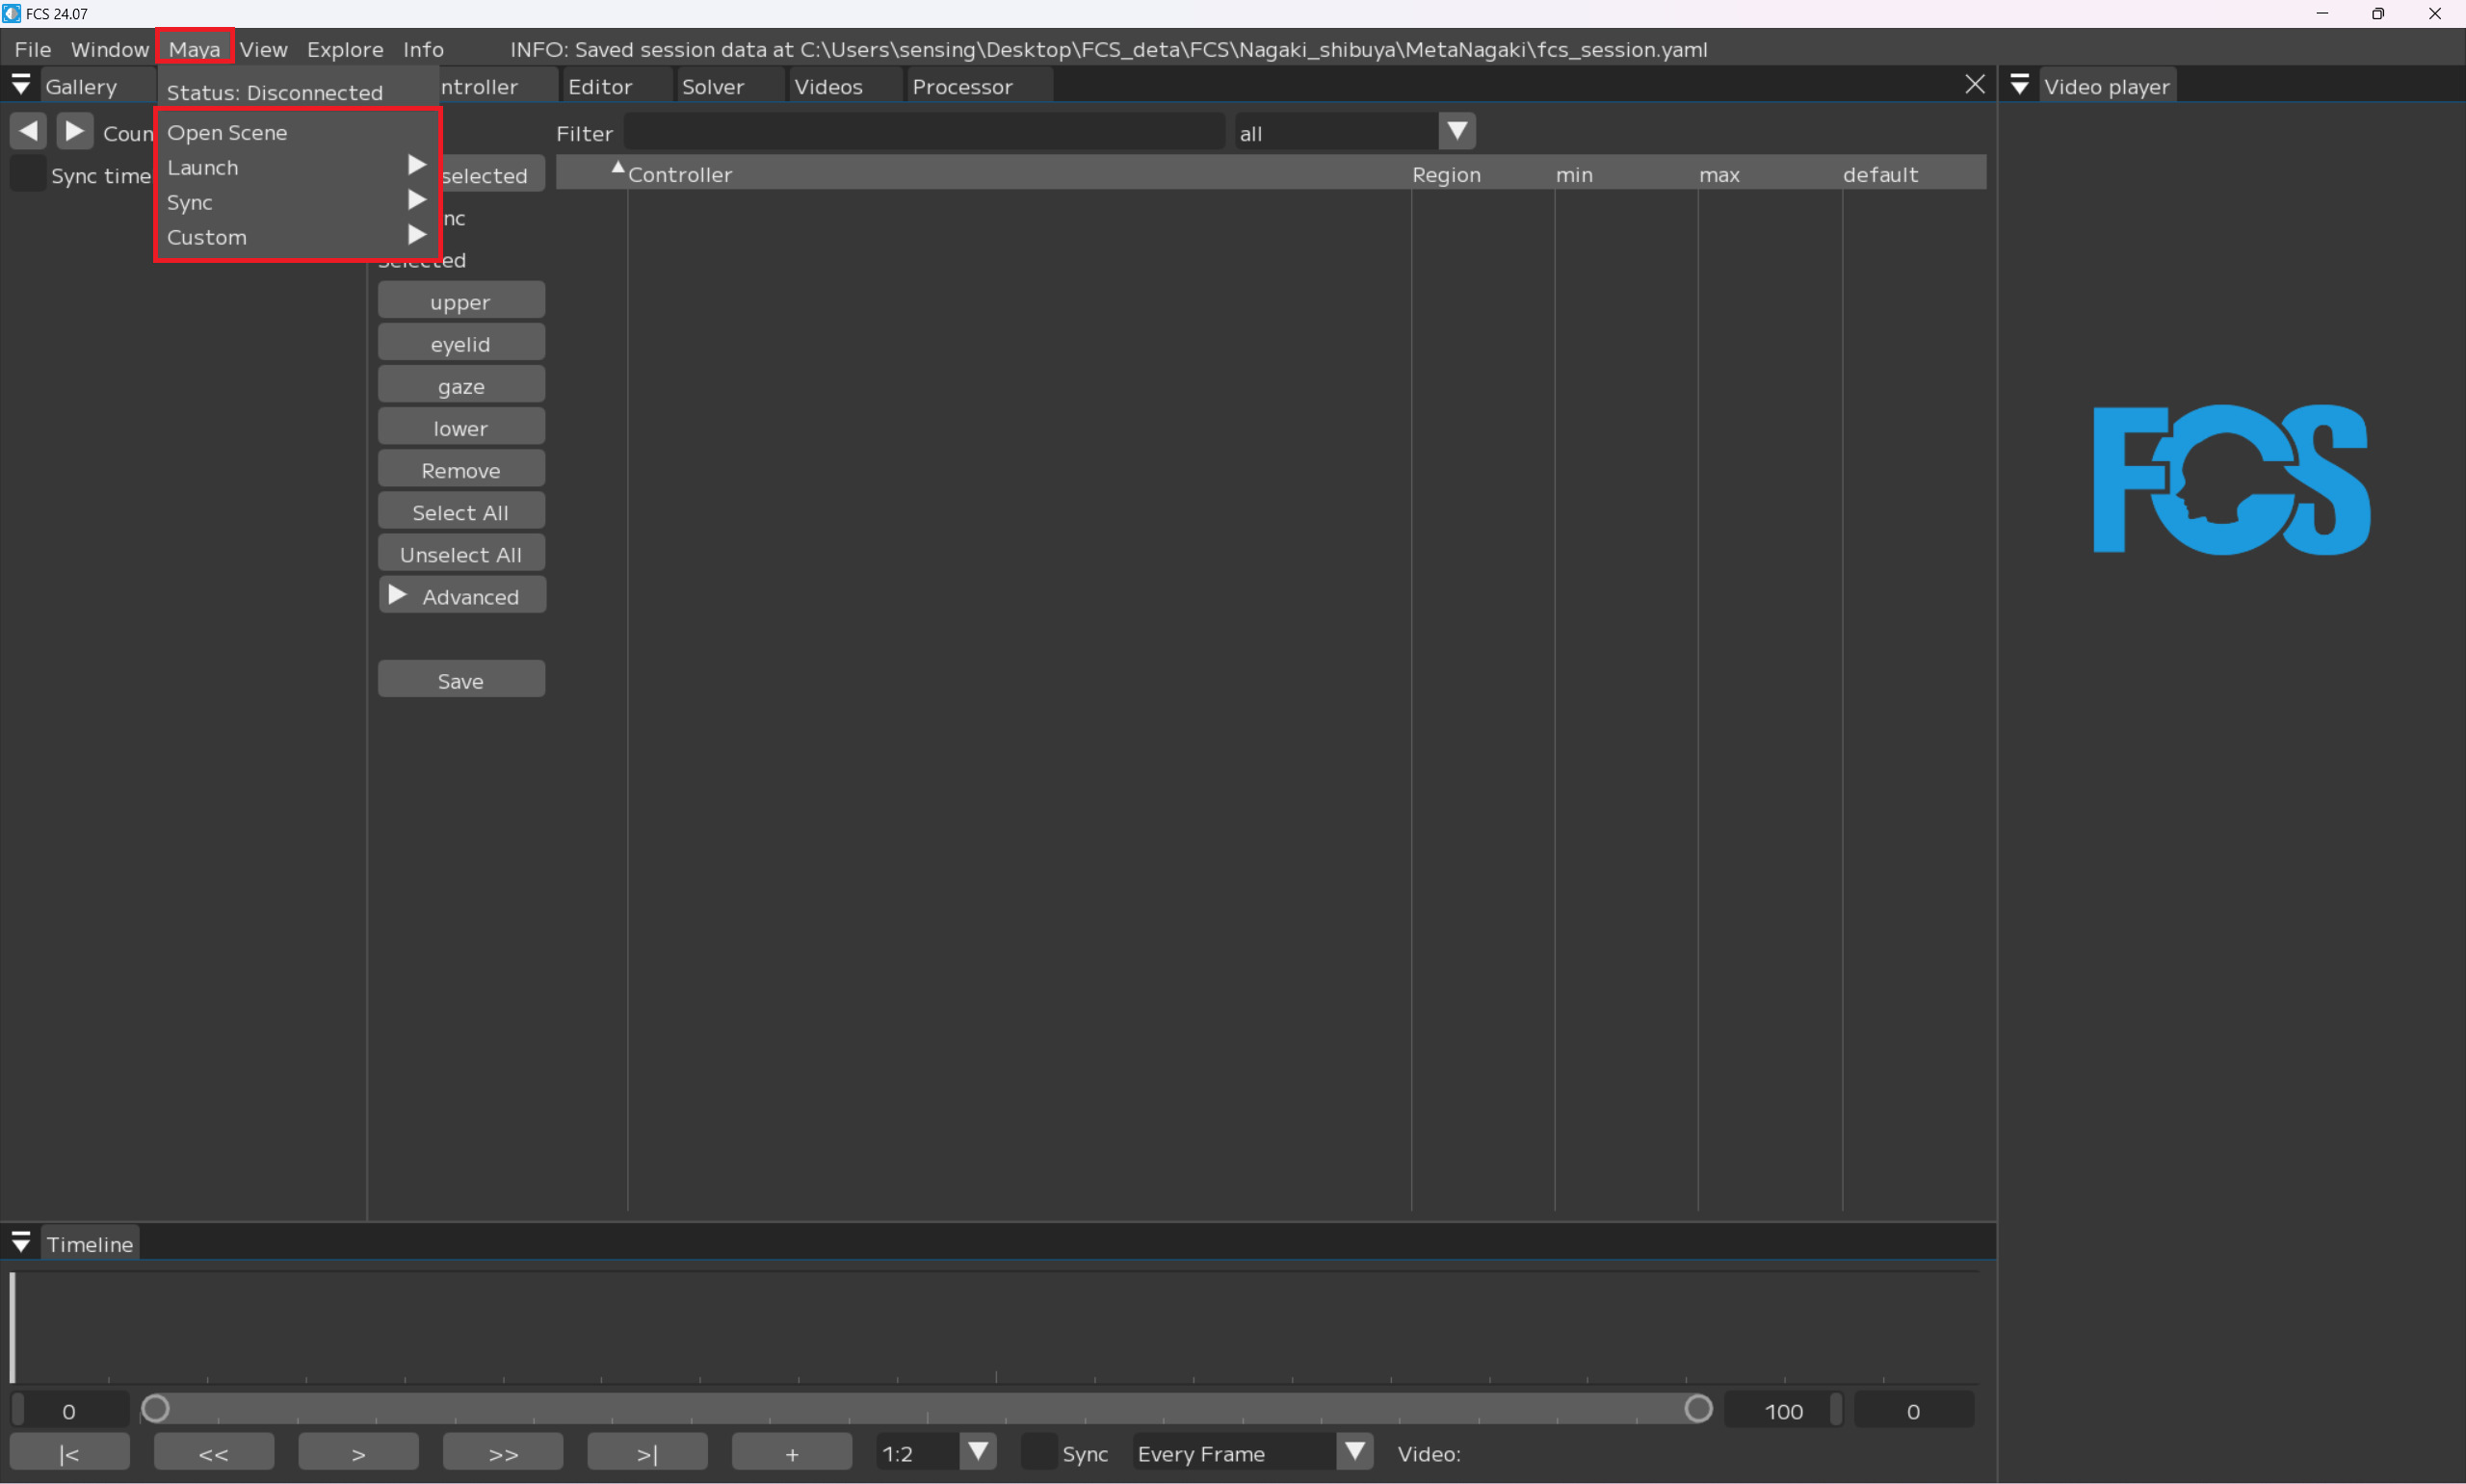 FCS 24.07
File Window Maya View Explore Info INFO: Saved session data at C:\Users\sensing\Desktop\FCS_deta\FCS\Nagaki_shibuya\MetaNagaki\fcs_session.yaml
Gallery Status: Disconnected ntroller Editor Solver Videos Processor Video player
Coun Open Scene Filter all
Sync time Launch selected Controller Region min max default
Sync nc
Custom
Selected
upper
eyelid
gaze
lower
Remove
Select All
Unselect All
Advanced
Save
FCS
Timeline
0 100 0
|< << > >> >| + 1:2 Sync Every Frame Video: